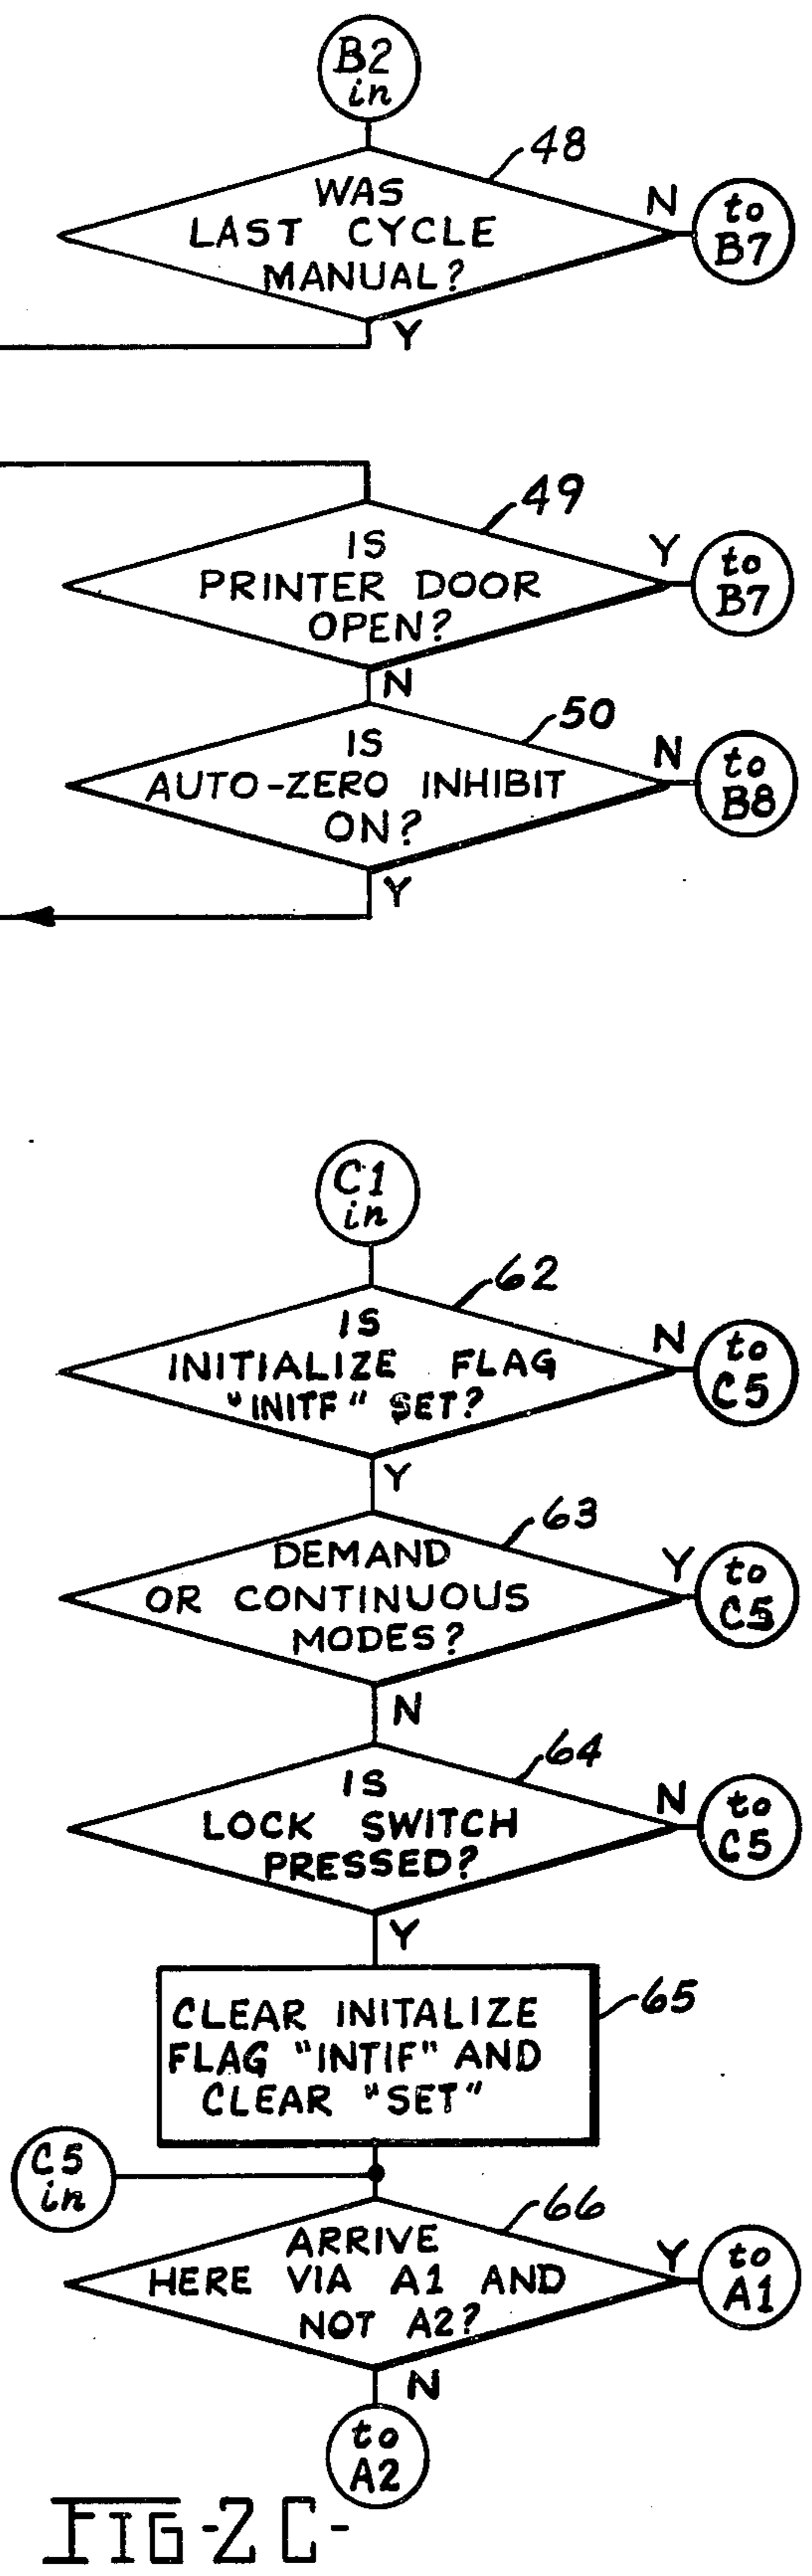 B2
in
48
WAS
LAST CYCLE
MANUAL?
N
to
B7
Y
49
IS
PRINTER DOOR
OPEN?
Y
to
B7
N
50
IS
AUTO-ZERO INHIBIT
ON?
N
to
B8
Y
C1
in
62
IS
INITIALIZE FLAG
"INITF" SET?
N
to
C5
Y
63
DEMAND
OR CONTINUOUS
MODES?
Y
to
C5
N
64
IS
LOCK SWITCH
PRESSED?
N
to
C5
Y
65
CLEAR INITALIZE
FLAG "INTIF" AND
CLEAR "SET"
C5
in
66
ARRIVE
HERE VIA A1 AND
NOT A2?
Y
to
A1
N
to
A2
FIG-2C-